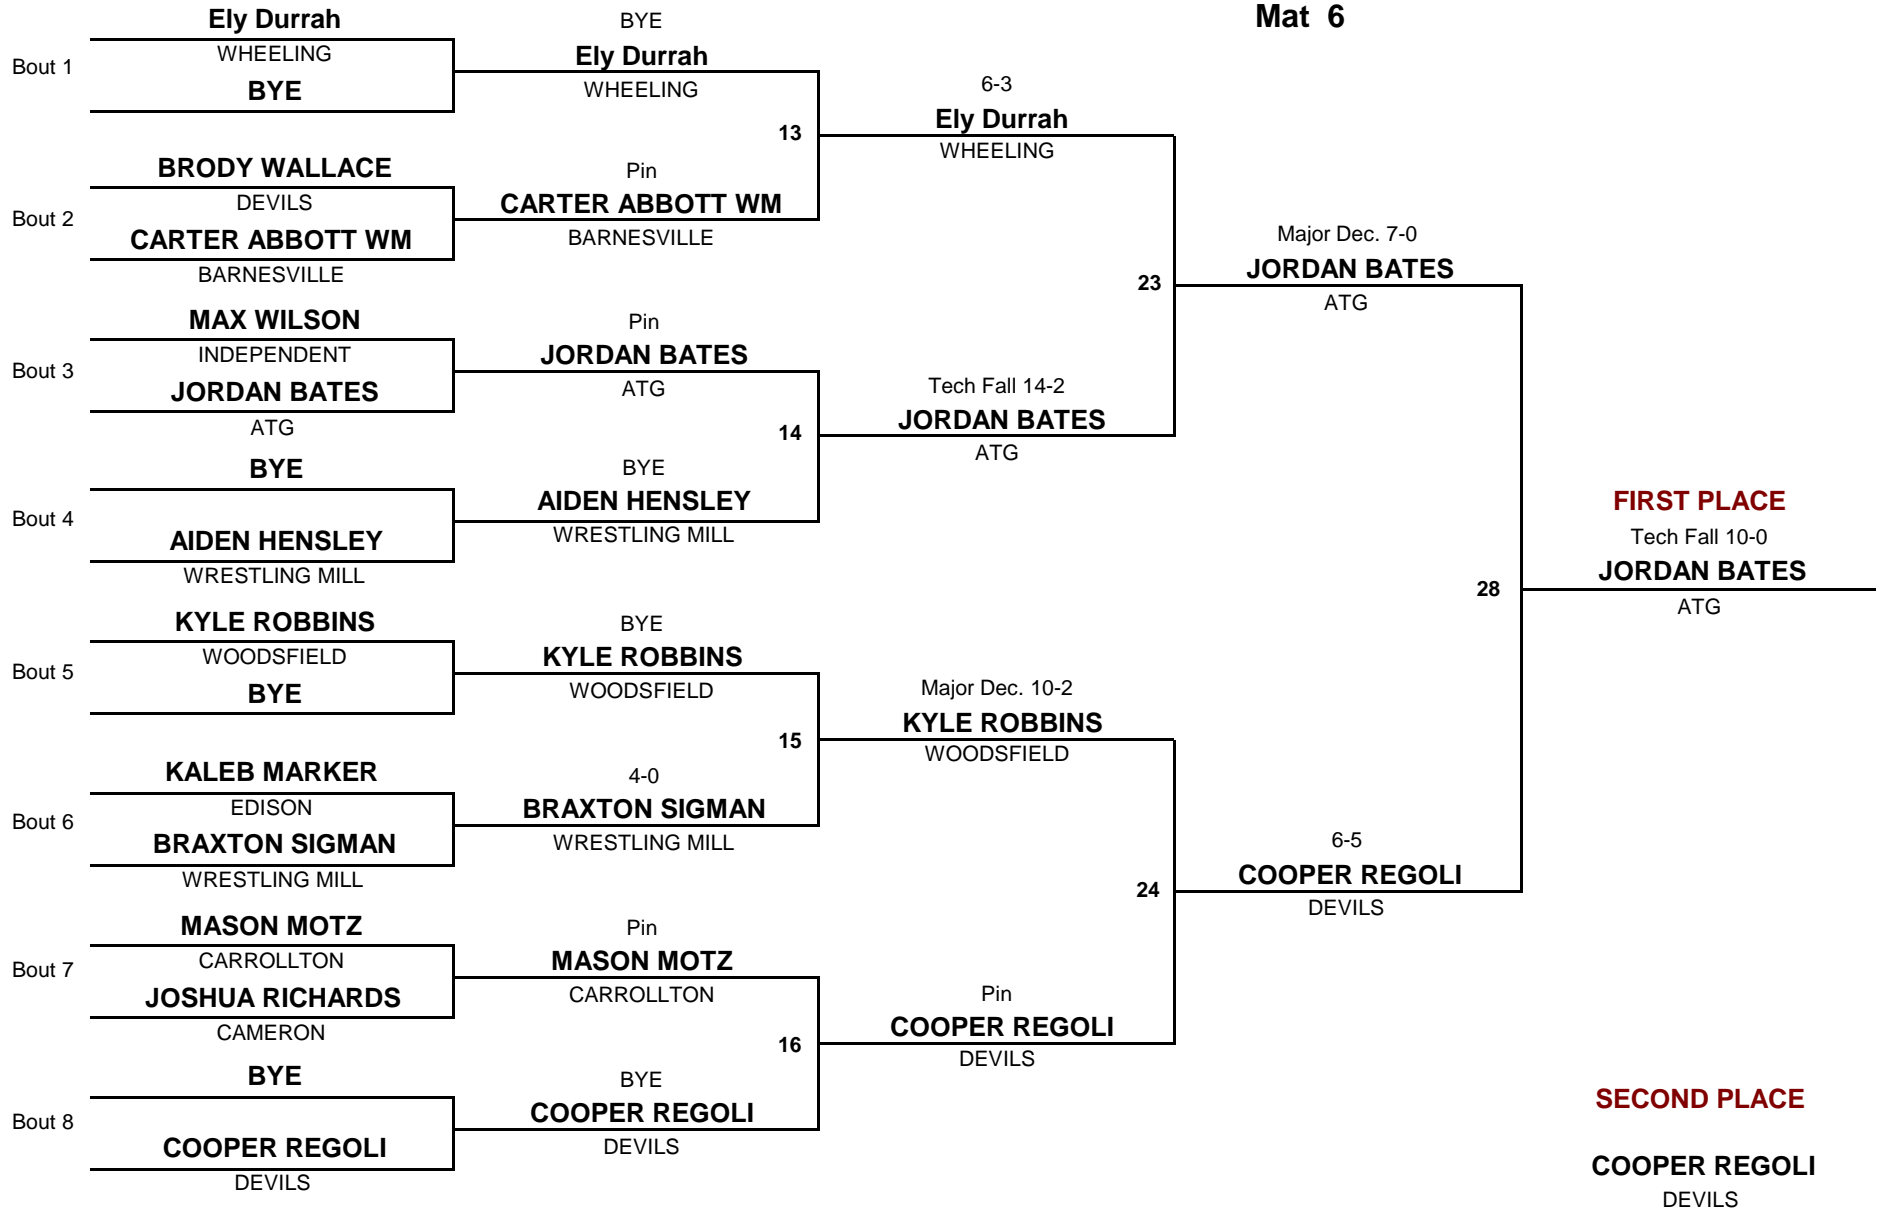 Mat 6
Ely Durrah
Bout 1
WHEELING
BYE
BRODY WALLACE
Bout 2
DEVILS
CARTER ABBOTT WM
BARNESVILLE
MAX WILSON
Bout 3
INDEPENDENT
JORDAN BATES
ATG
BYE
Bout 4
AIDEN HENSLEY
WRESTLING MILL
KYLE ROBBINS
Bout 5
WOODSFIELD
BYE
KALEB MARKER
Bout 6
EDISON
BRAXTON SIGMAN
WRESTLING MILL
MASON MOTZ
Bout 7
CARROLLTON
JOSHUA RICHARDS
CAMERON
BYE
Bout 8
COOPER REGOLI
DEVILS
BYE
Ely Durrah
WHEELING
13
Pin
CARTER ABBOTT WM
BARNESVILLE
Pin
JORDAN BATES
ATG
14
BYE
AIDEN HENSLEY
WRESTLING MILL
BYE
KYLE ROBBINS
WOODSFIELD
15
4-0
BRAXTON SIGMAN
WRESTLING MILL
Pin
MASON MOTZ
CARROLLTON
16
BYE
COOPER REGOLI
DEVILS
6-3
Ely Durrah
WHEELING
23
Tech Fall 14-2
JORDAN BATES
ATG
Major Dec. 10-2
KYLE ROBBINS
WOODSFIELD
24
Pin
COOPER REGOLI
DEVILS
Major Dec. 7-0
JORDAN BATES
ATG
28
6-5
COOPER REGOLI
DEVILS
FIRST PLACE
Tech Fall 10-0
JORDAN BATES
ATG
SECOND PLACE
COOPER REGOLI
DEVILS